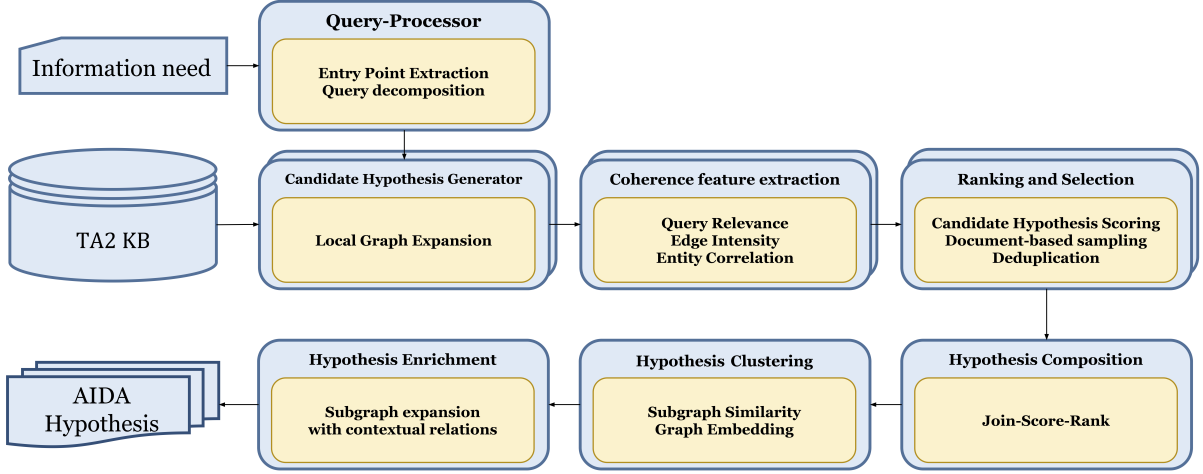 Query-Processor
Information need
Entry Point Extraction
Query decomposition
TA2 KB
Candidate Hypothesis Generator
Local Graph Expansion
Coherence feature extraction
Query Relevance
Edge Intensity
Entity Correlation
Ranking and Selection
Candidate Hypothesis Scoring
Document-based sampling
Deduplication
AIDA
Hypothesis
Hypothesis Enrichment
Subgraph expansion
with contextual relations
Hypothesis Clustering
Subgraph Similarity
Graph Embedding
Hypothesis Composition
Join-Score-Rank